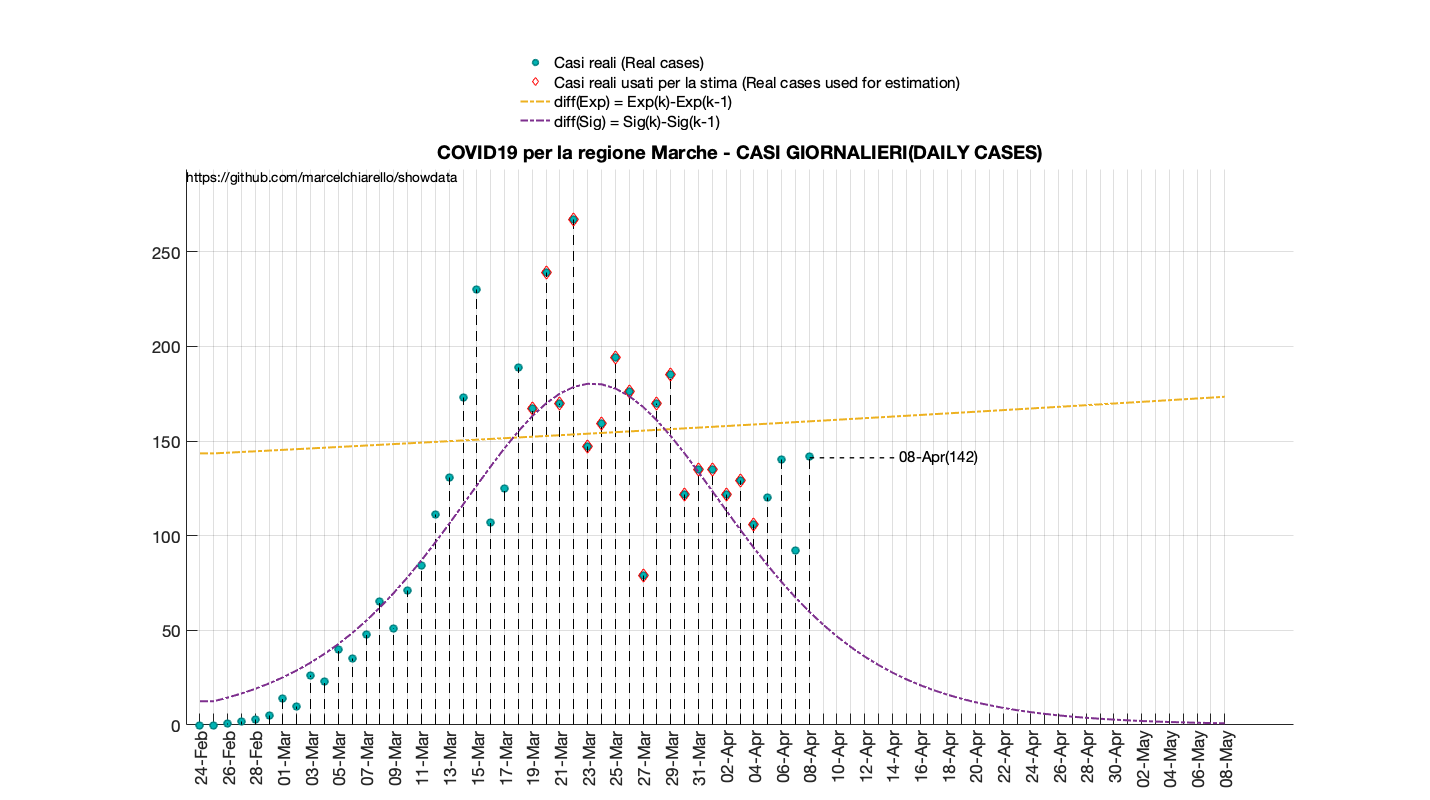 Casi reali (Real cases)
Casi reali usati per la stima (Real cases used for estimation)
diff(Exp) = Exp(k)-Exp(k-1)
diff(Sig) = Sig(k)-Sig(k-1)
COVID19 per la regione Marche - CASI GIORNALIERI(DAILY CASES)
https://github.com/marcelchiarello/showdata
250
200
150
08-Apr(142)
100
50
0
24-Feb
26-Feb
28-Feb
01-Mar
03-Mar
05-Mar
07-Mar
09-Mar
11-Mar
13-Mar
15-Mar
17-Mar
19-Mar
21-Mar
23-Mar
25-Mar
27-Mar
29-Mar
31-Mar
02-Apr
04-Apr
06-Apr
08-Apr
10-Apr
12-Apr
14-Apr
16-Apr
18-Apr
20-Apr
22-Apr
24-Apr
26-Apr
28-Apr
30-Apr
02-May
04-May
06-May
08-May